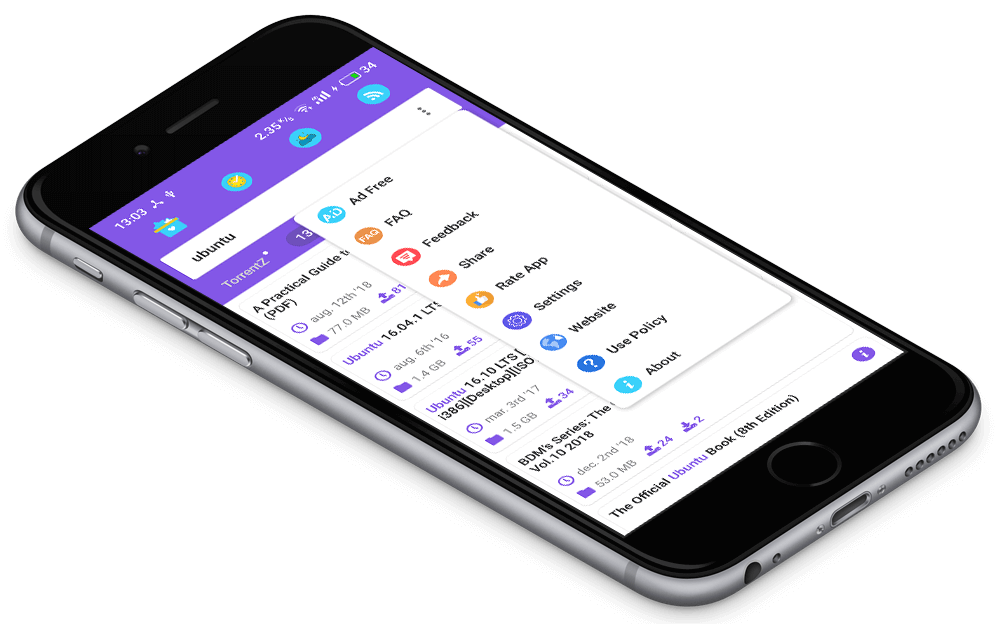 13:03
2.35 K/s
34
ubuntu
TorrentZ
13
A Practical Guide to
(PDF)
aug. 12th '18
77.0 MB
81
Ubuntu 16.04.1 LTS
aug. 6th '16
1.4 GB
55
Ubuntu 16.10 LTS
i386][Desktop][ISO
mar. 3rd '17
1.5 GB
34
BDM's Series: The
Vol.10 2018
dec. 2nd '18
53.0 MB
24
2
The Official Ubuntu Book (8th Edition)
AD
Ad Free
FAQ
FAQ
Feedback
Share
Rate App
Settings
Website
? Use Policy
i About
i